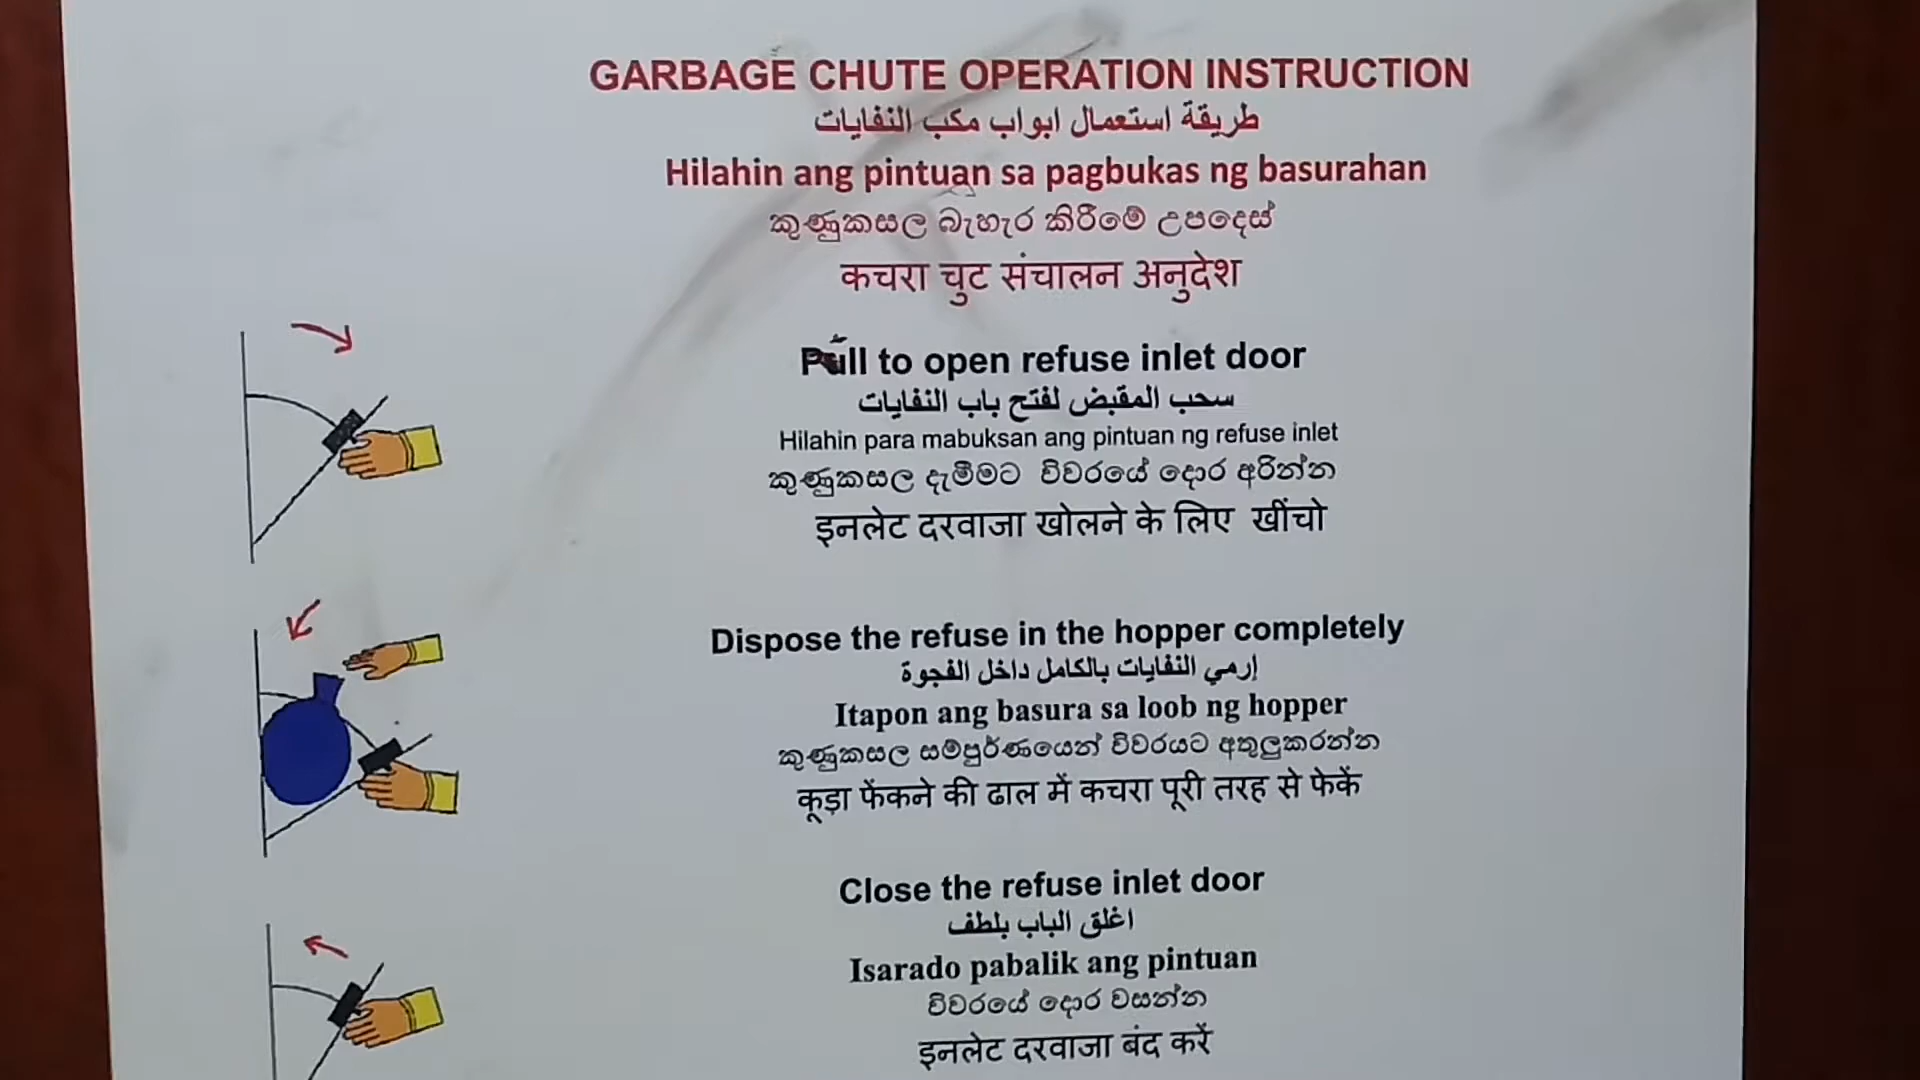 GARBAGE CHUTE OPERATION INSTRUCTION
طريقة استعمال ابواب مكب النفايات
Hilahin ang pintuan sa pagbukas ng basurahan
කුණුකසල බැහැර කිරීමේ උපදෙස්
कचरा चुट संचालन अनुदेश
Pull to open refuse inlet door
سحب المقبض لفتح باب النفايات
Hilahin para mabuksan ang pintuan ng refuse inlet
කුණුකසල දැමීමට විවරයේ දොර අරින්න
इनलेट दरवाजा खोलने के लिए खींचो
Dispose the refuse in the hopper completely
إرمي النفايات بالكامل داخل الفجوة
Itapon ang basura sa loob ng hopper
කුණුකසල සම්පුර්ණයෙන් විවරයට අතුලුකරන්න
कूड़ा फेंकने की ढाल में कचरा पूरी तरह से फेकें
Close the refuse inlet door
اغلق الباب بلطف
Isarado pabalik ang pintuan
විවරයේ දොර වසන්න
इनलेट दरवाजा बंद करें